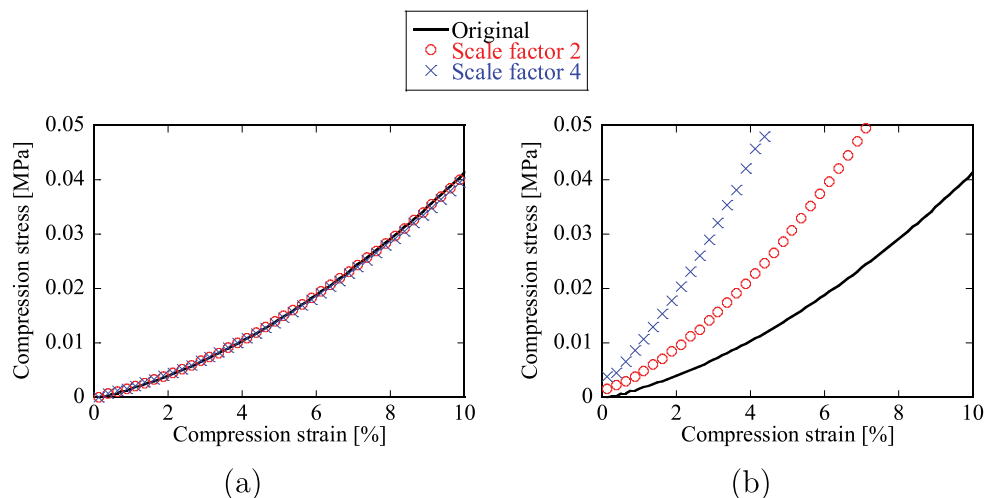 Original
Scale factor 2
Scale factor 4
0.05
0.04
0.03
0.02
0.01
0
Compression stress [MPa]
0 2 4 6 8 10
Compression strain [%]
(a)
0.05
0.04
0.03
0.02
0.01
0
Compression stress [MPa]
0 2 4 6 8 10
Compression strain [%]
(b)